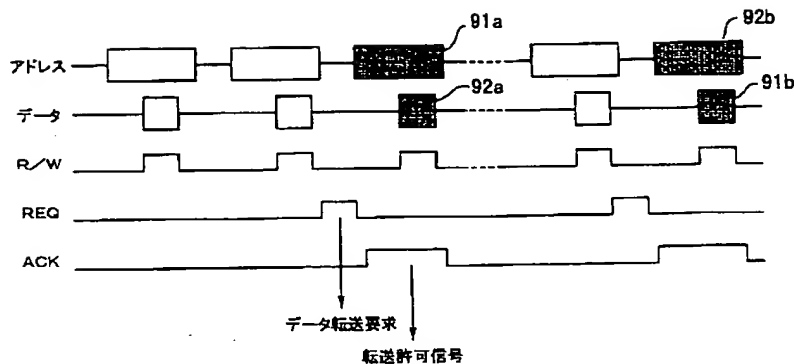 91a
92b
アドレス
92a
91b
データ
R/W
REQ
ACK
データ転送要求
転送許可信号